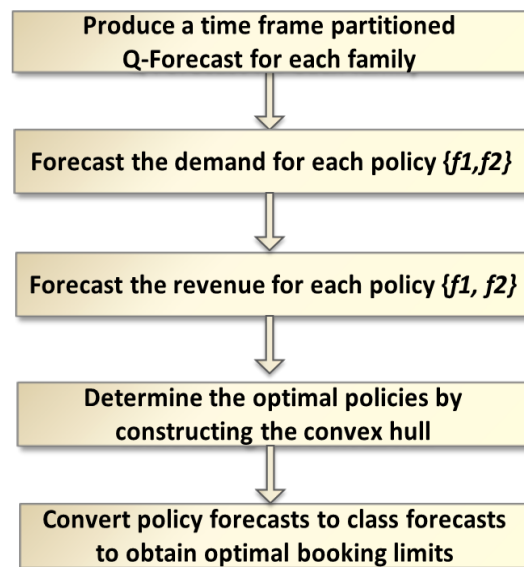 Produce a time frame partitioned
Q-Forecast for each family
Forecast the demand for each policy {f1,f2}
Forecast the revenue for each policy {f1, f2}
Determine the optimal policies by
constructing the convex hull
Convert policy forecasts to class forecasts
to obtain optimal booking limits